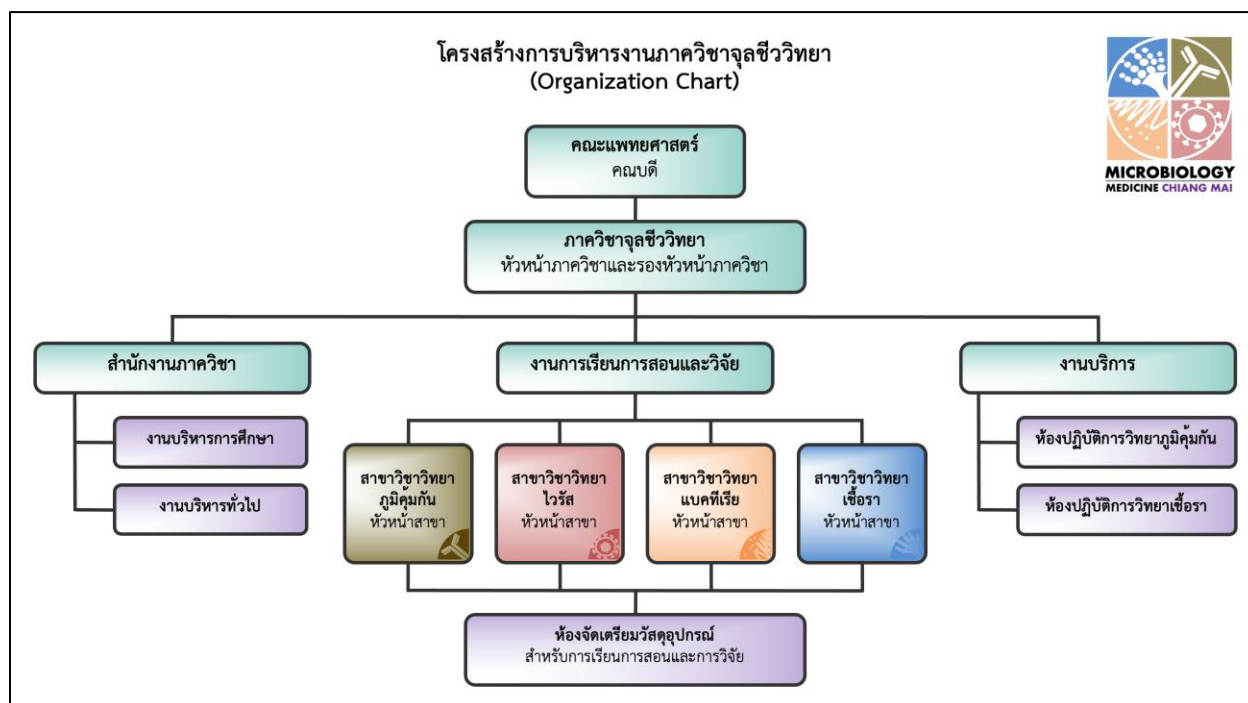 โครงสร้างการบริหารงานภาควิชาจุลชีววิทยา
(Organization Chart)
MICROBIOLOGY
MEDICINE CHIANG MAI
คณะแพทยศาสตร์
คณบดี
ภาควิชาจุลชีววิทยา
หัวหน้าภาควิชาและรองหัวหน้าภาควิชา
สำนักงานภาควิชา
งานบริหารการศึกษา
งานบริหารทั่วไป
งานการเรียนการสอนและวิจัย
สาขาวิชาวิทยา
ภูมิคุ้มกัน
หัวหน้าสาขา
สาขาวิชาวิทยา
ไวรัส
หัวหน้าสาขา
สาขาวิชาวิทยา
แบคทีเรีย
หัวหน้าสาขา
สาขาวิชาวิทยา
เชื้อรา
หัวหน้าสาขา
ห้องจัดเตรียมวัสดุอุปกรณ์
สำหรับการเรียนการสอนและการวิจัย
งานบริการ
ห้องปฏิบัติการวิทยาภูมิคุ้มกัน
ห้องปฏิบัติการวิทยาเชื้อรา